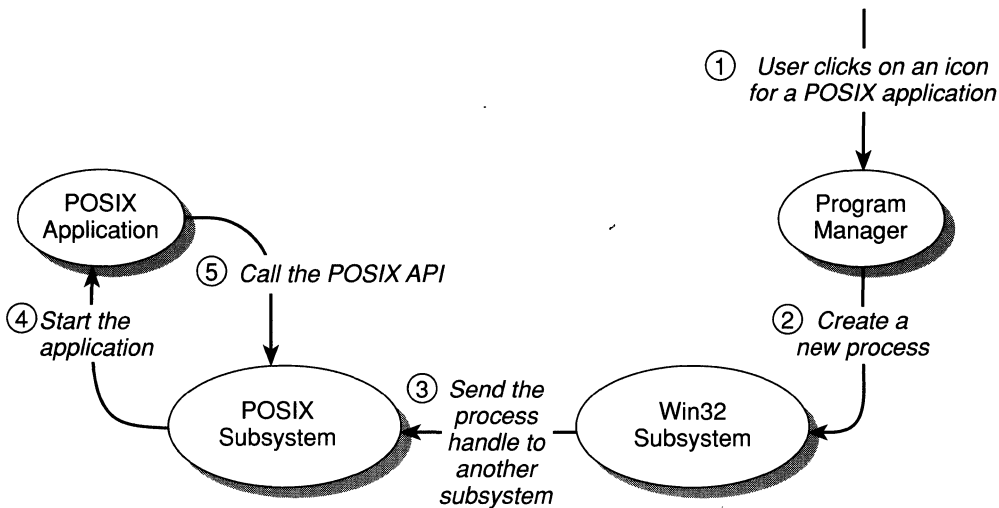 ① User clicks on an icon
for a POSIX application
Program
Manager
② Create a
new process
Win32
Subsystem
③ Send the
process
handle to
another
subsystem
POSIX
Subsystem
④ Start the
application
POSIX
Application
⑤ Call the POSIX API